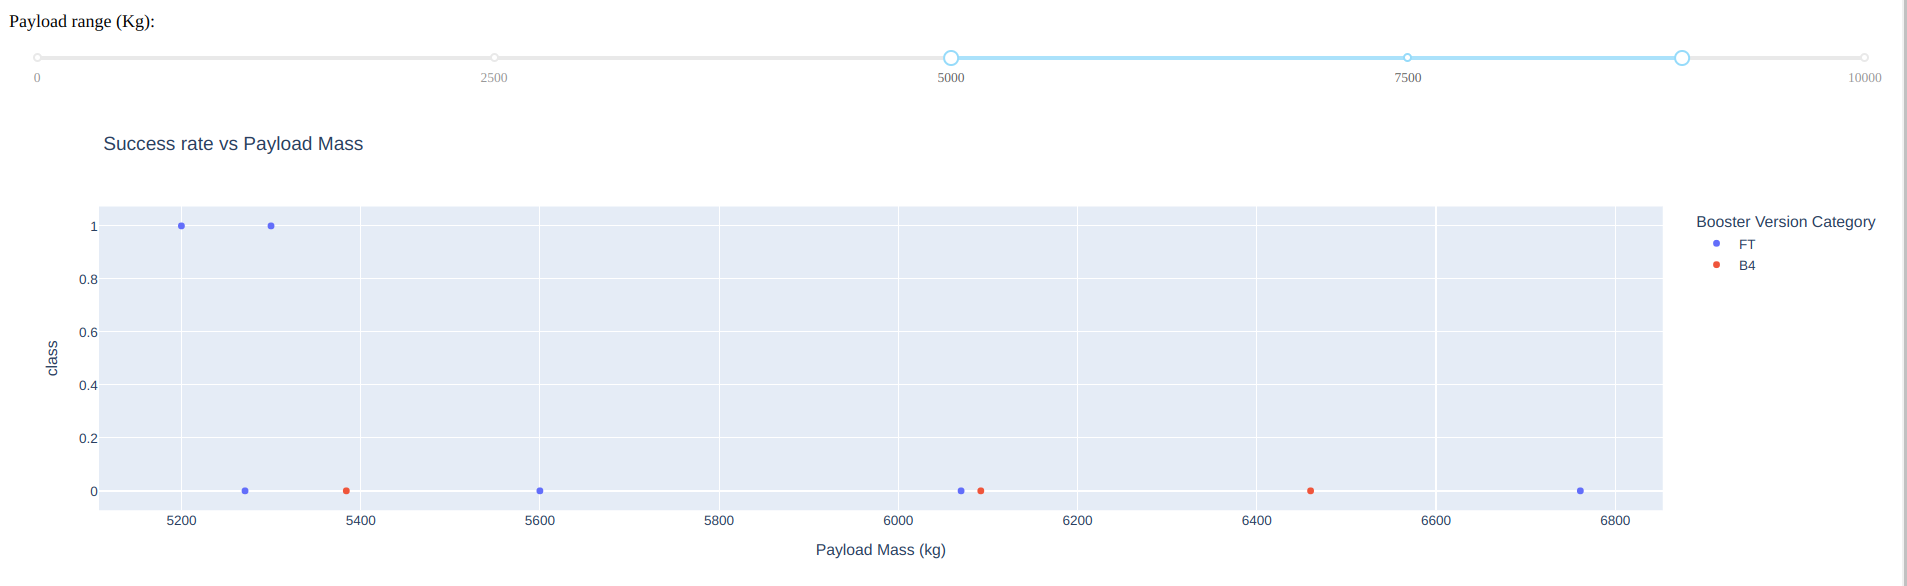 Payload range (Kg):
0 2500 5000 7500 10000
Success rate vs Payload Mass
1
0.8
0.6
0.4
0.2
0
class
5200 5400 5600 5800 6000 6200 6400 6600 6800
Payload Mass (kg)
Booster Version Category
FT
B4